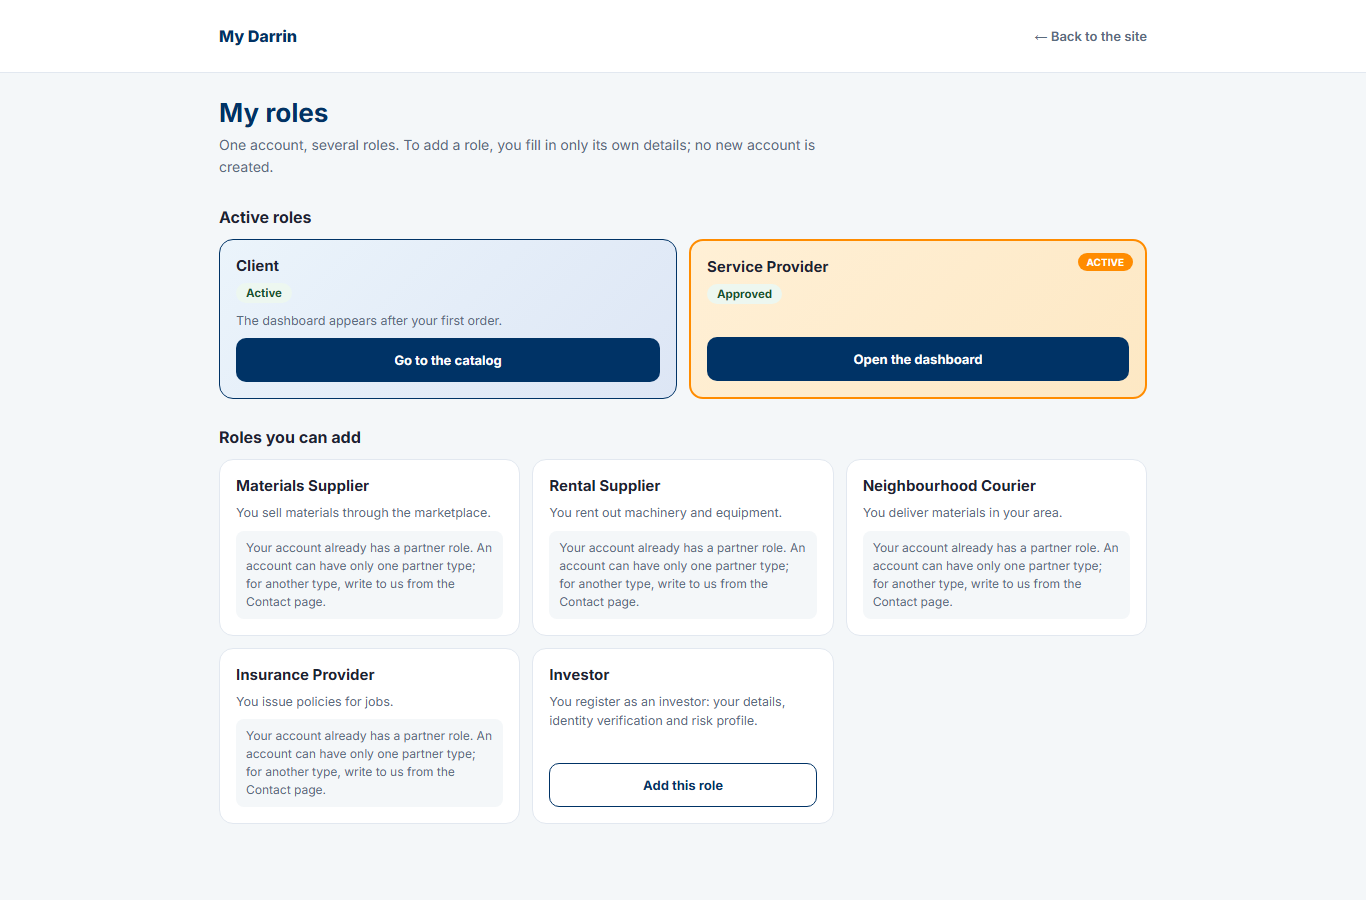 My Darrin
← Back to the site
My roles
One account, several roles. To add a role, you fill in only its own details; no new account is
created.
Active roles
Client
Active
The dashboard appears after your first order.
Go to the catalog
Service Provider
ACTIVE
Approved
Open the dashboard
Roles you can add
Materials Supplier
You sell materials through the marketplace.
Your account already has a partner role. An
account can have only one partner type;
for another type, write to us from the
Contact page.
Rental Supplier
You rent out machinery and equipment.
Your account already has a partner role. An
account can have only one partner type;
for another type, write to us from the
Contact page.
Neighbourhood Courier
You deliver materials in your area.
Your account already has a partner role. An
account can have only one partner type;
for another type, write to us from the
Contact page.
Insurance Provider
You issue policies for jobs.
Your account already has a partner role. An
account can have only one partner type;
for another type, write to us from the
Contact page.
Investor
You register as an investor: your details,
identity verification and risk profile.
Add this role